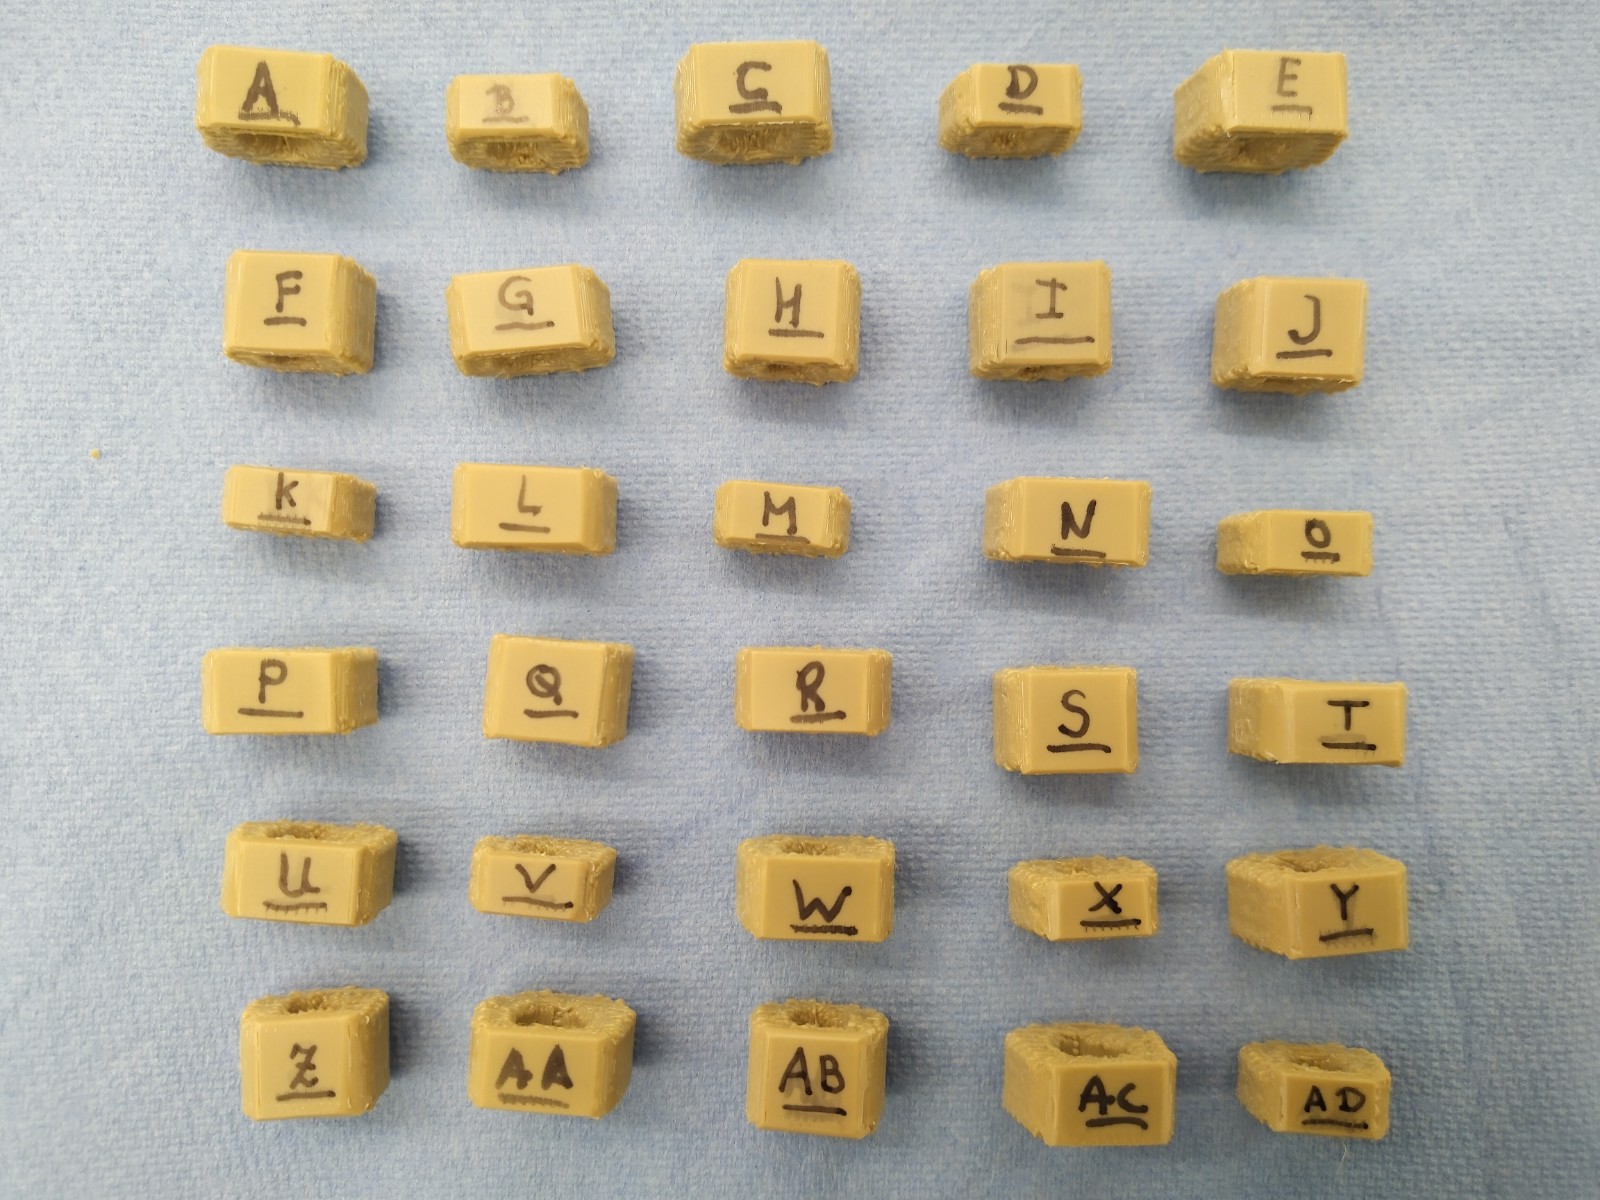 A B C D E
F G H I J
K L M N O
P Q R S T
U V W X Y
Z AA AB AC AD